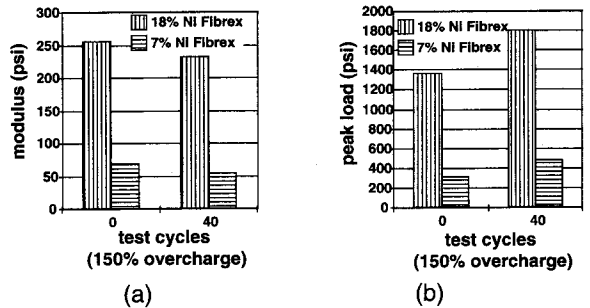 300
250
200
150
100
50
0
modulus (psi)
18% Ni Fibrex
7% Ni Fibrex
0
40
test cycles
(150% overcharge)
(a)
2000
1800
1600
1400
1200
1000
800
600
400
200
0
peak load (psi)
18% Ni Fibrex
7% Ni Fibrex
0
40
test cycles
(150% overcharge)
(b)